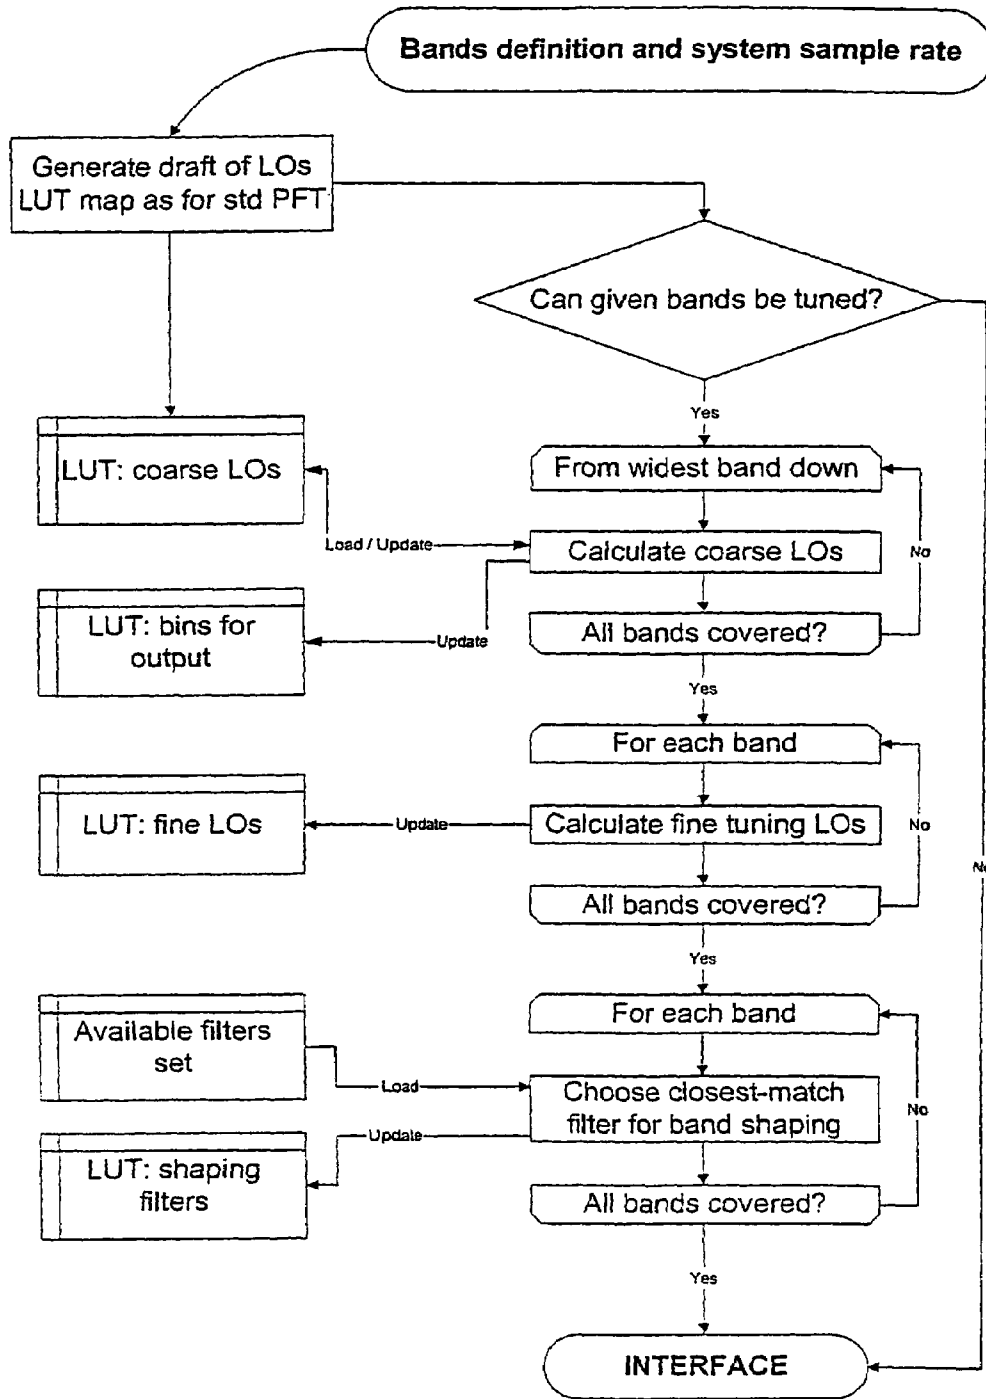 Bands definition and system sample rate
Generate draft of LOs
LUT map as for std PFT
Can given bands be tuned?
Yes
From widest band down
LUT: coarse LOs
Load / Update
Calculate coarse LOs
No
LUT: bins for
output
Update
All bands covered?
Yes
For each band
LUT: fine LOs
Update
Calculate fine tuning LOs
No
No
All bands covered?
Yes
For each band
Available filters
set
Load
Choose closest-match
filter for band shaping
No
Update
LUT: shaping
filters
All bands covered?
Yes
INTERFACE